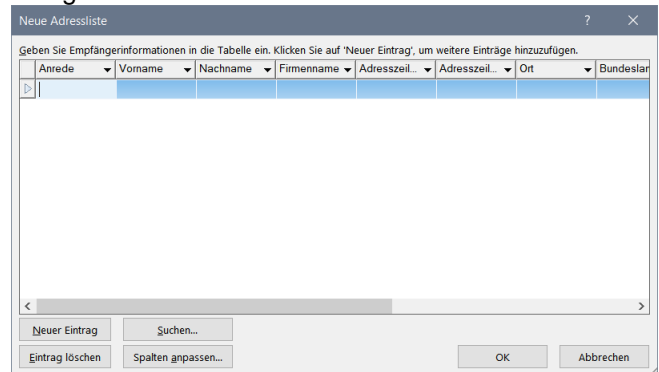 Neue Adressliste ? ×
Geben Sie Empfängerinformationen in die Tabelle ein. Klicken Sie auf 'Neuer Eintrag', um weitere Einträge hinzuzufügen.
Anrede Vorname Nachname Firmenname Adresszeil... Adresszeil... Ort Bundeslan
Neuer Eintrag Suchen...
Eintrag löschen Spalten anpassen... OK Abbrechen